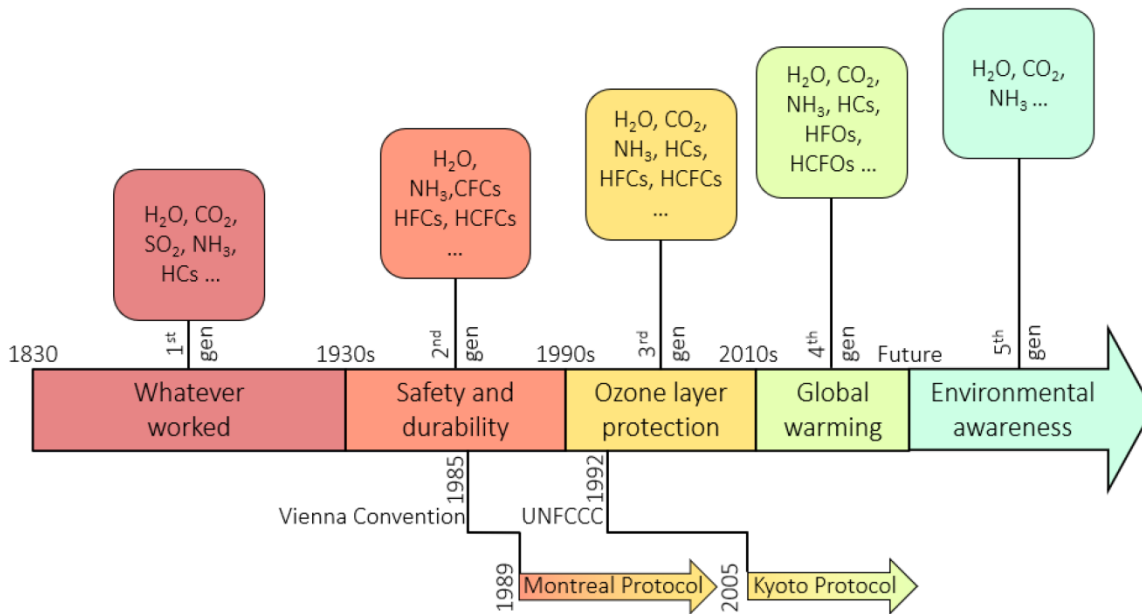 H₂O, CO₂,
SO₂, NH₃,
HCs ...
H₂O,
NH₃,CFCs
HFCs, HCFCs
...
H₂O, CO₂,
NH₃, HCs,
HFCs, HCFCs
...
H₂O, CO₂,
NH₃, HCs,
HFOs,
HCFOs ...
H₂O, CO₂,
NH₃ ...
1830
1st
gen
1930s
2nd
gen
1990s
3rd
gen
2010s
4th
gen
Future
5th
gen
Whatever
worked
Safety and
durability
Ozone layer
protection
Global
warming
Environmental
awareness
1985
Vienna Convention
1992
UNFCCC
1989
Montreal Protocol
2005
Kyoto Protocol